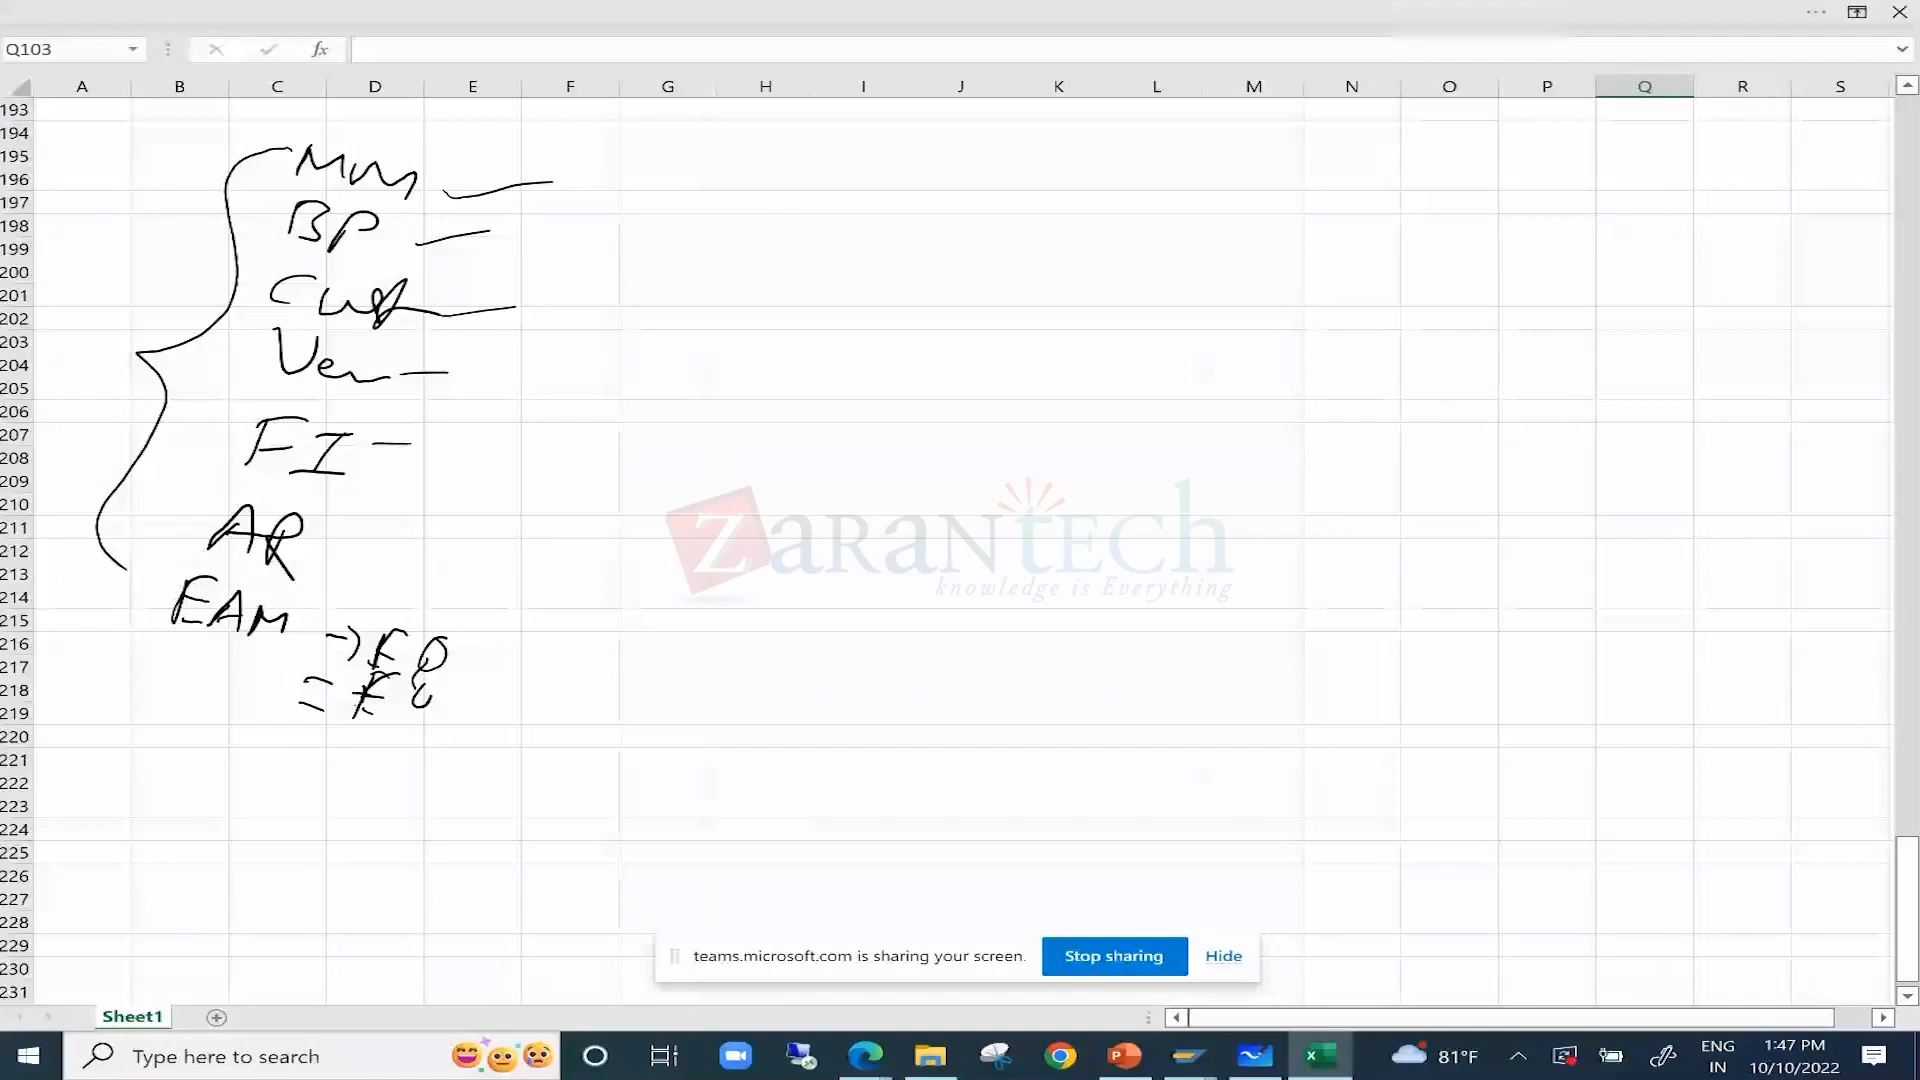 Q103
fx
A B C D E F G H I J K L M N O P Q R S
193
194
195
196
197
198
199
200
201
202
203
204
205
206
207
208
209
210
211
212
213
214
215
216
217
218
219
220
221
222
223
224
225
226
227
228
229
230
231
MM
BP
Cust
Ven
FI
AR
EAM
ZaranTech
knowledge is Everything
teams.microsoft.com is sharing your screen. Stop sharing Hide
Sheet1
Type here to search
81°F
ENG
IN
1:47 PM
10/10/2022